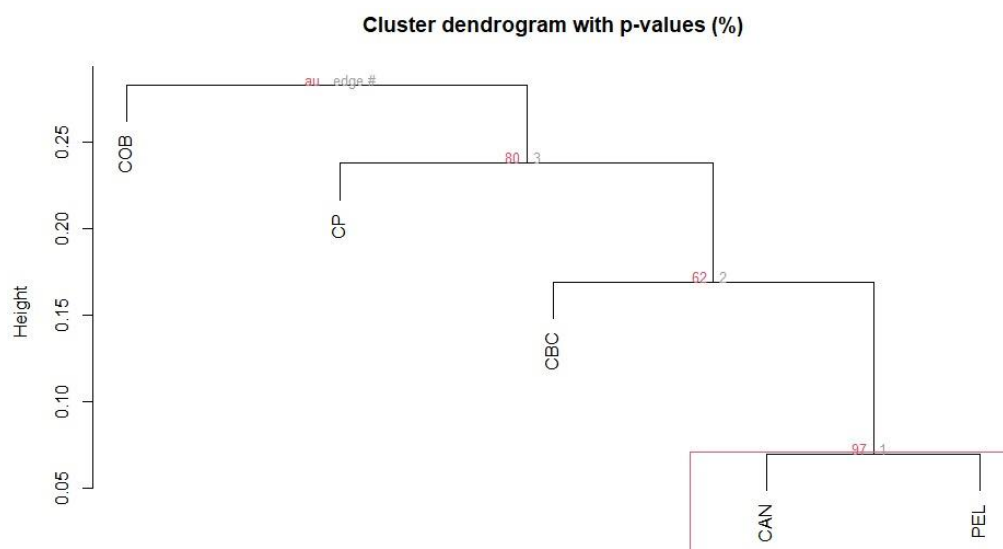 Cluster dendrogram with p-values (%)
au edge #
0.25
COB
80 3
0.20
CP
62 2
Height
0.15
CBC
0.10
97 1
0.05
CAN
PEL